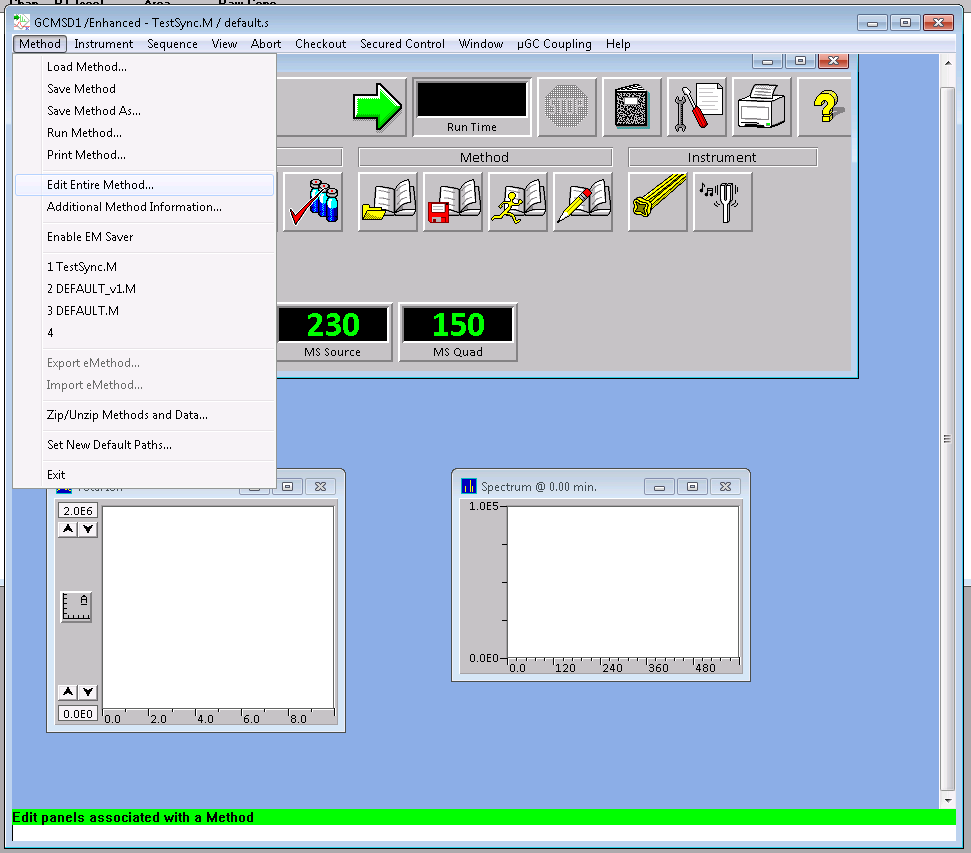 GCMSD1 /Enhanced - TestSync.M / default.s
Method Instrument Sequence View Abort Checkout Secured Control Window µGC Coupling Help
Load Method...
Save Method
Save Method As...
Run Method...
Print Method...
Edit Entire Method...
Additional Method Information...
Enable EM Saver
1 TestSync.M
2 DEFAULT_v1.M
3 DEFAULT.M
4
Export eMethod...
Import eMethod...
Zip/Unzip Methods and Data...
Set New Default Paths...
Exit
Run Time
STOP
Method
Instrument
230
MS Source
150
MS Quad
2.0E6
0.0E0
0.0 2.0 4.0 6.0 8.0
Spectrum @ 0.00 min.
1.0E5
0.0E0
0.0 120 240 360 480
Edit panels associated with a Method